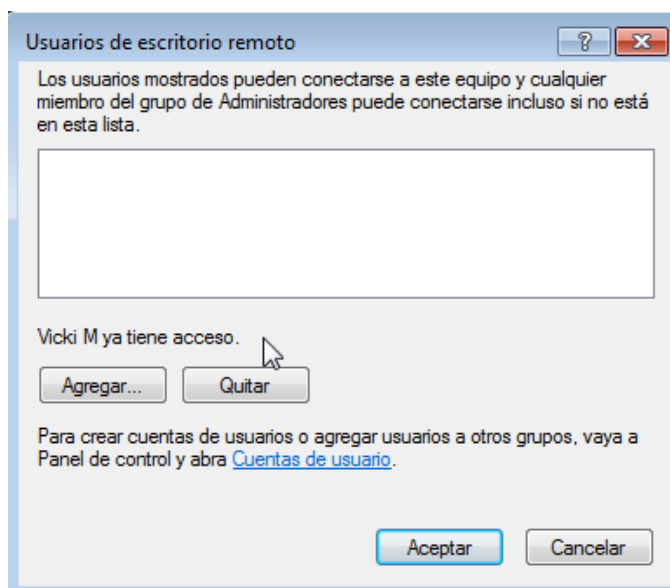 Usuarios de escritorio remoto
Los usuarios mostrados pueden conectarse a este equipo y cualquier
miembro del grupo de Administradores puede conectarse incluso si no está
en esta lista.
Vicki M ya tiene acceso.
Agregar... Quitar
Para crear cuentas de usuarios o agregar usuarios a otros grupos, vaya a
Panel de control y abra Cuentas de usuario.
Aceptar Cancelar